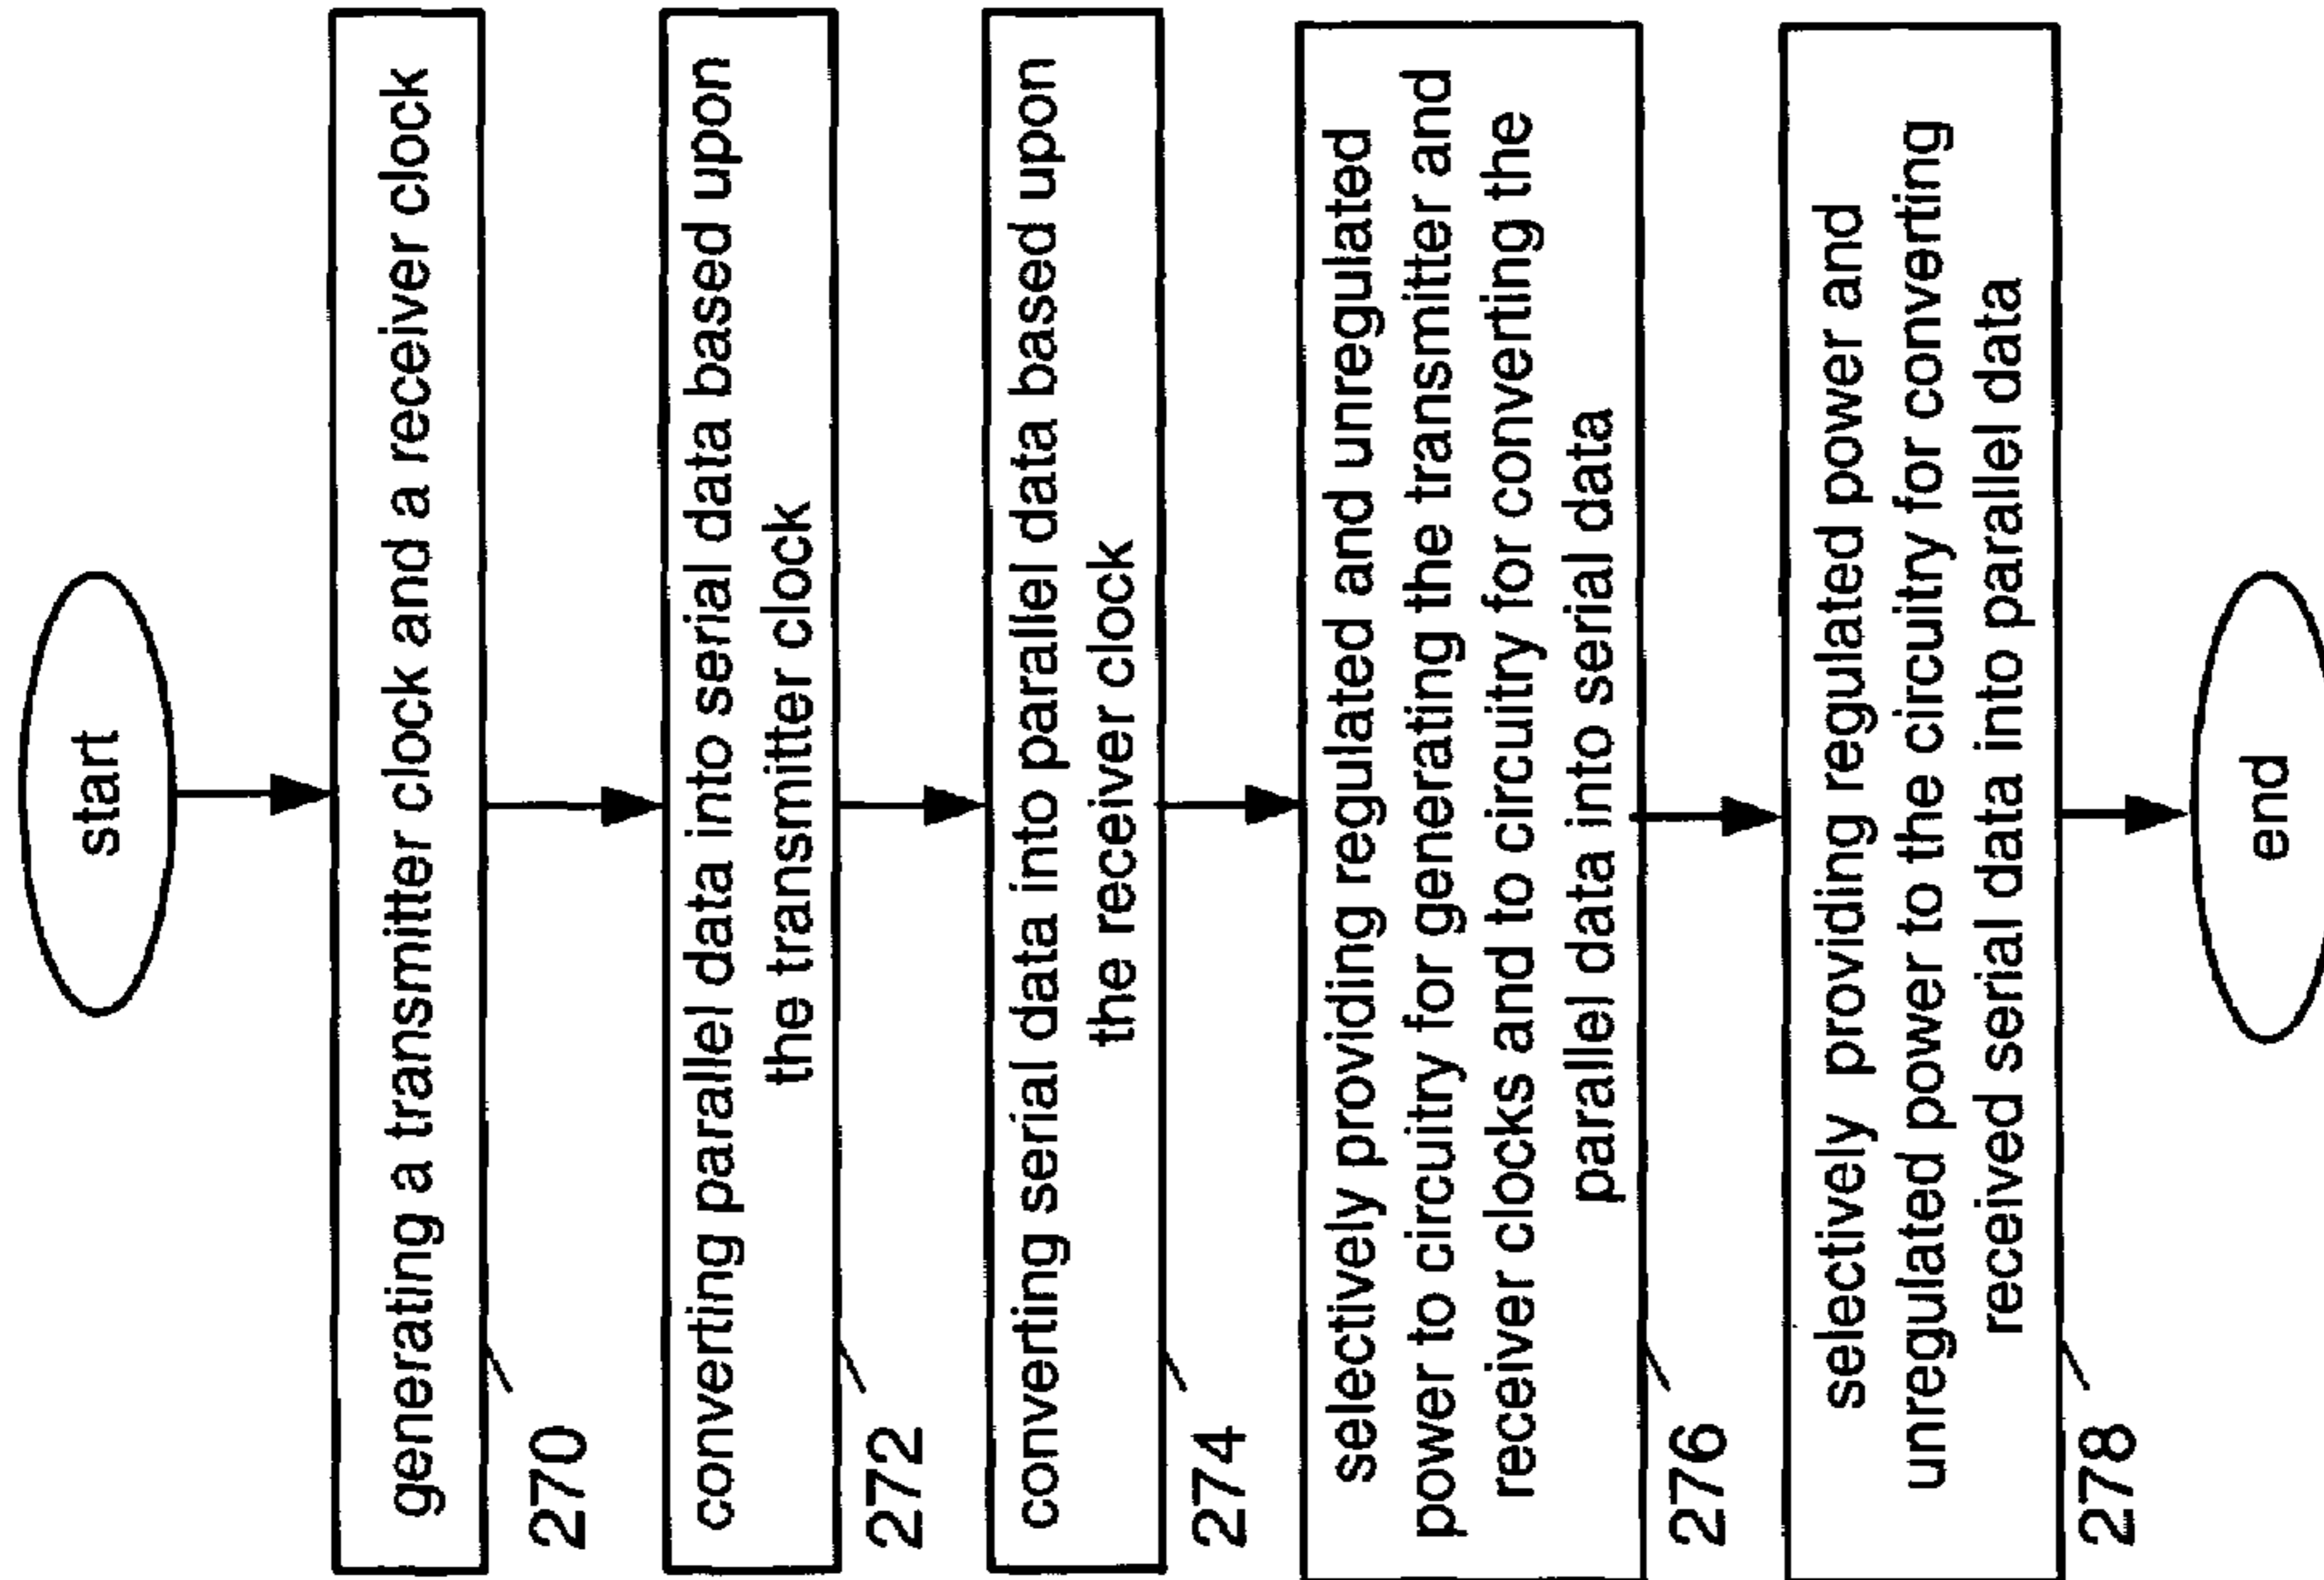 start
generating a transmitter clock and a receiver clock
270
converting parallel data into serial data based upon
the transmitter clock
272
converting serial data into parallel data based upon
the receiver clock
274
selectively providing regulated and unregulated
power to circuitry for generating the transmitter and
receiver clocks and to circuitry for converting the
parallel data into serial data
276
selectively providing regulated power and
unregulated power to the circuitry for converting
received serial data into parallel data
278
end